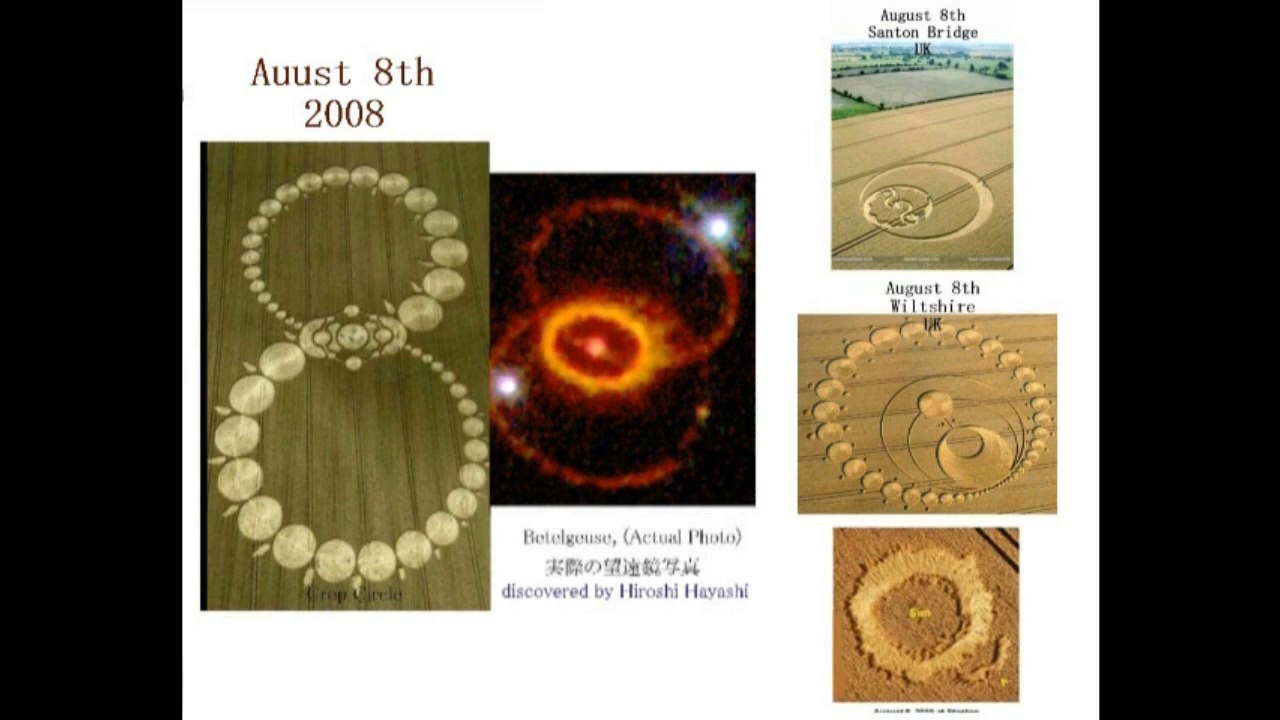 Auust 8th
2008
Crop Circle
Betelgeuse, (Actual Photo)
実際の望遠鏡写真
discovered by Hiroshi Hayashi
August 8th
Santon Bridge
UK
August 8th
Wiltshire
UK
Sun